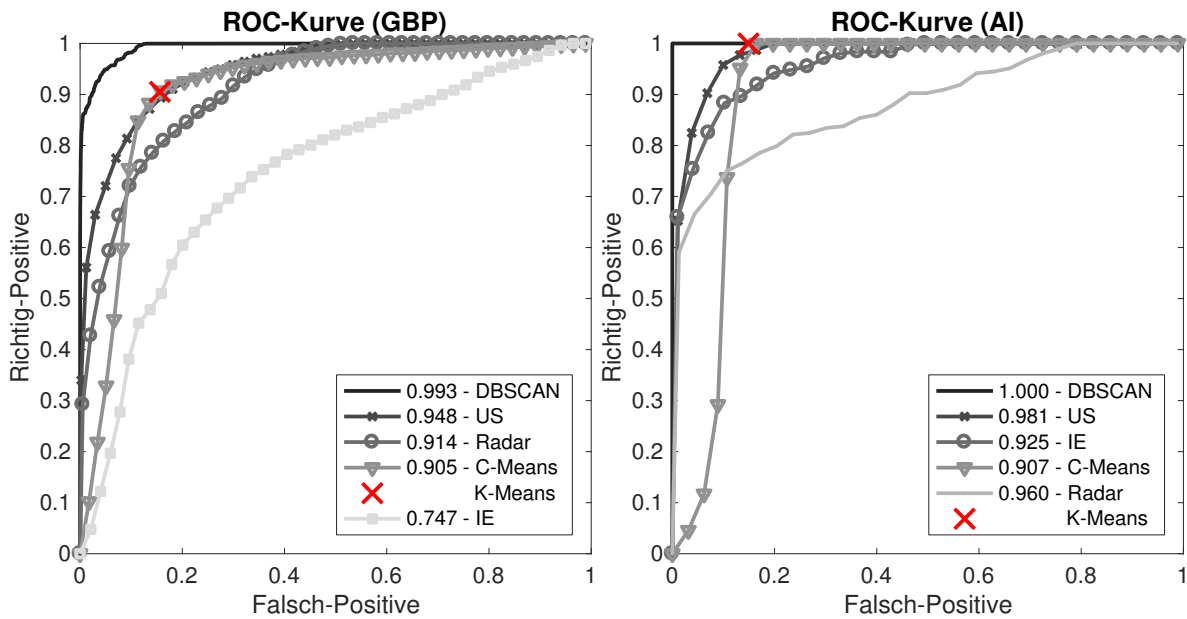 ROC-Kurve (GBP)
1
0.9
0.8
0.7
0.6
0.5
0.4
0.3
0.2
0.1
0
Richtig-Positive
0.993 - DBSCAN
0.948 - US
0.914 - Radar
0.905 - C-Means
K-Means
0.747 - IE
0 0.2 0.4 0.6 0.8 1
Falsch-Positive
ROC-Kurve (AI)
1
0.9
0.8
0.7
0.6
0.5
0.4
0.3
0.2
0.1
0
Richtig-Positive
1.000 - DBSCAN
0.981 - US
0.925 - IE
0.907 - C-Means
0.960 - Radar
K-Means
0 0.2 0.4 0.6 0.8 1
Falsch-Positive